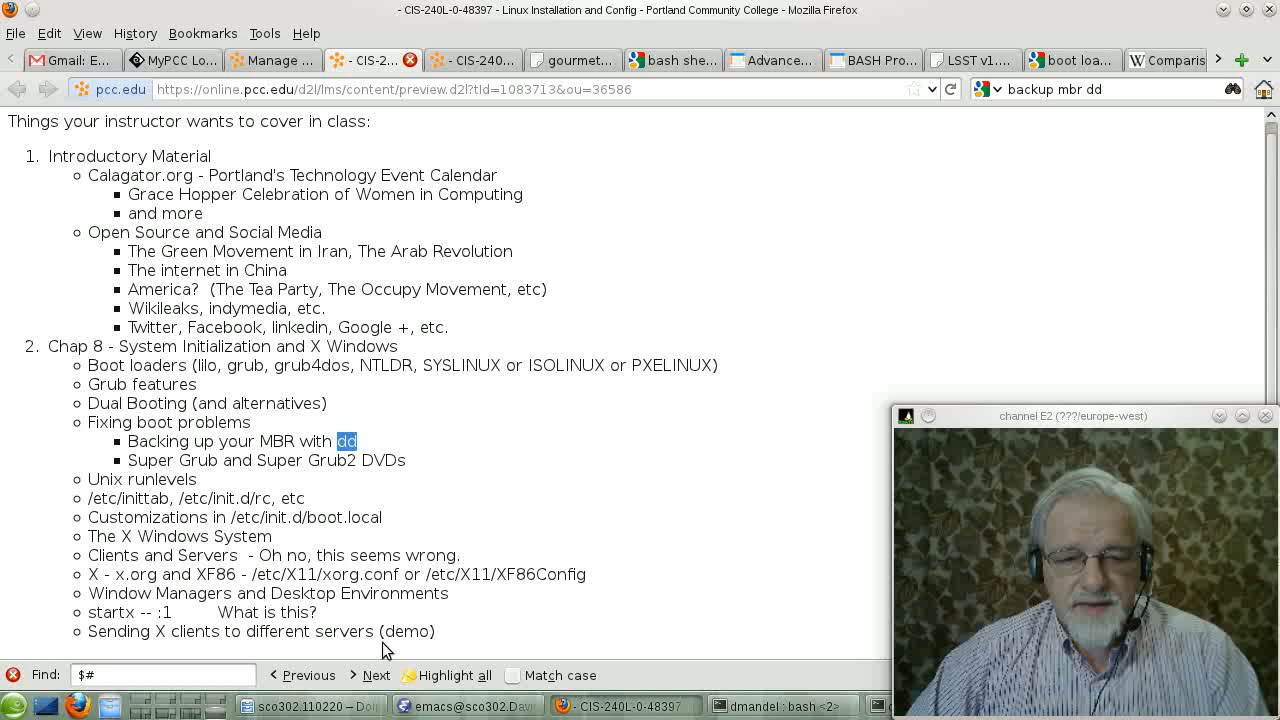 - CIS-240L-0-48397 - Linux Installation and Config - Portland Community College - Mozilla Firefox
File Edit View History Bookmarks Tools Help
Gmail: E... MyPCC Lo... Manage ... - CIS-2... - CIS-240... gourmet... bash she... Advance... BASH Pro... LSST v1.... boot loa... Comparis
pcc.edu https://online.pcc.edu/d2l/lms/content/preview.d2l?tId=1083713&ou=36586 backup mbr dd
Things your instructor wants to cover in class:
1. Introductory Material
Calagator.org - Portland's Technology Event Calendar
Grace Hopper Celebration of Women in Computing
and more
Open Source and Social Media
The Green Movement in Iran, The Arab Revolution
The internet in China
America? (The Tea Party, The Occupy Movement, etc)
Wikileaks, indymedia, etc.
Twitter, Facebook, linkedin, Google +, etc.
2. Chap 8 - System Initialization and X Windows
Boot loaders (lilo, grub, grub4dos, NTLDR, SYSLINUX or ISOLINUX or PXELINUX)
Grub features
Dual Booting (and alternatives)
Fixing boot problems
Backing up your MBR with dd
Super Grub and Super Grub2 DVDs
Unix runlevels
/etc/inittab, /etc/init.d/rc, etc
Customizations in /etc/init.d/boot.local
The X Windows System
Clients and Servers - Oh no, this seems wrong.
X - x.org and XF86 - /etc/X11/xorg.conf or /etc/X11/XF86Config
Window Managers and Desktop Environments
startx -- :1 What is this?
Sending X clients to different servers (demo)
channel E2 (???/europe-west)
Find: $# Previous Next Highlight all Match case
sco302.110220 – Dol emacs@sco302.Davi - CIS-240L-0-48397 dmandel : bash <2>